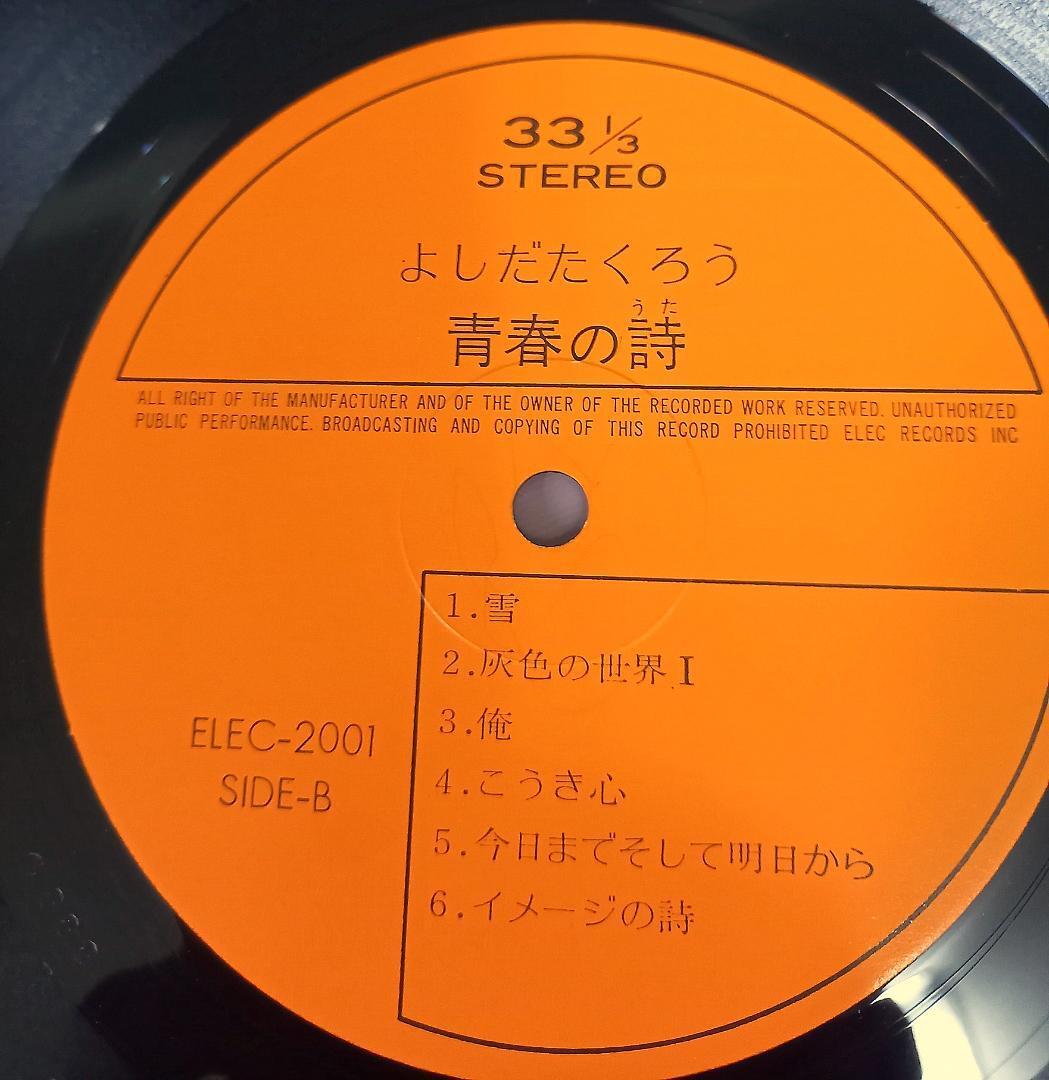 33 1/3
STEREO
よしだたくろう
うた
青春の詩
ALL RIGHT OF THE MANUFACTURER AND OF THE OWNER OF THE RECORDED WORK RESERVED. UNAUTHORIZED
PUBLIC PERFORMANCE. BROADCASTING AND COPYING OF THIS RECORD PROHIBITED ELEC RECORDS INC
1.雪
2.灰色の世界I
3.俺
4.こうき心
5.今日までそして明日から
6.イメージの詩
ELEC-2001
SIDE-B